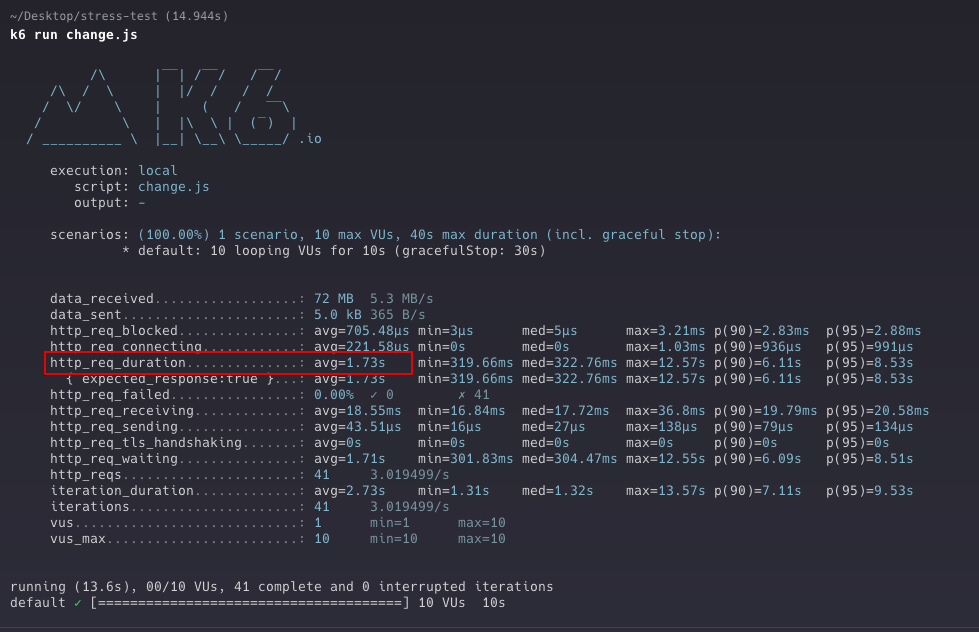 ~/Desktop/stress-test (14.944s)
k6 run change.js
          /\      |‾‾| /‾‾/   /‾‾/
     /\  /  \     |  |/  /   /  /
    /  \/    \    |     (   /   ‾‾\
   /          \   |  |\  \ |  (‾)  |
  / __________ \  |__| \__\ \_____/ .io
execution: local
script: change.js
output: -
scenarios: (100.00%) 1 scenario, 10 max VUs, 40s max duration (incl. graceful stop):
* default: 10 looping VUs for 10s (gracefulStop: 30s)
data_received..................: 72 MB 5.3 MB/s
data_sent......................: 5.0 kB 365 B/s
http_req_blocked...............: avg=705.48µs min=3µs med=5µs max=3.21ms p(90)=2.83ms p(95)=2.88ms
http_req_connecting............: avg=221.58µs min=0s med=0s max=1.03ms p(90)=936µs p(95)=991µs
http_req_duration..............: avg=1.73s min=319.66ms med=322.76ms max=12.57s p(90)=6.11s p(95)=8.53s
{ expected_response:true }...: avg=1.73s min=319.66ms med=322.76ms max=12.57s p(90)=6.11s p(95)=8.53s
http_req_failed................: 0.00% ✓ 0 ✗ 41
http_req_receiving.............: avg=18.55ms min=16.84ms med=17.72ms max=36.8ms p(90)=19.79ms p(95)=20.58ms
http_req_sending...............: avg=43.51µs min=16µs med=27µs max=138µs p(90)=79µs p(95)=134µs
http_req_tls_handshaking.......: avg=0s min=0s med=0s max=0s p(90)=0s p(95)=0s
http_req_waiting...............: avg=1.71s min=301.83ms med=304.47ms max=12.55s p(90)=6.09s p(95)=8.51s
http_reqs......................: 41 3.019499/s
iteration_duration.............: avg=2.73s min=1.31s med=1.32s max=13.57s p(90)=7.11s p(95)=9.53s
iterations.....................: 41 3.019499/s
vus............................: 1 min=1 max=10
vus_max........................: 10 min=10 max=10
running (13.6s), 00/10 VUs, 41 complete and 0 interrupted iterations
default ✓ [======================================] 10 VUs 10s